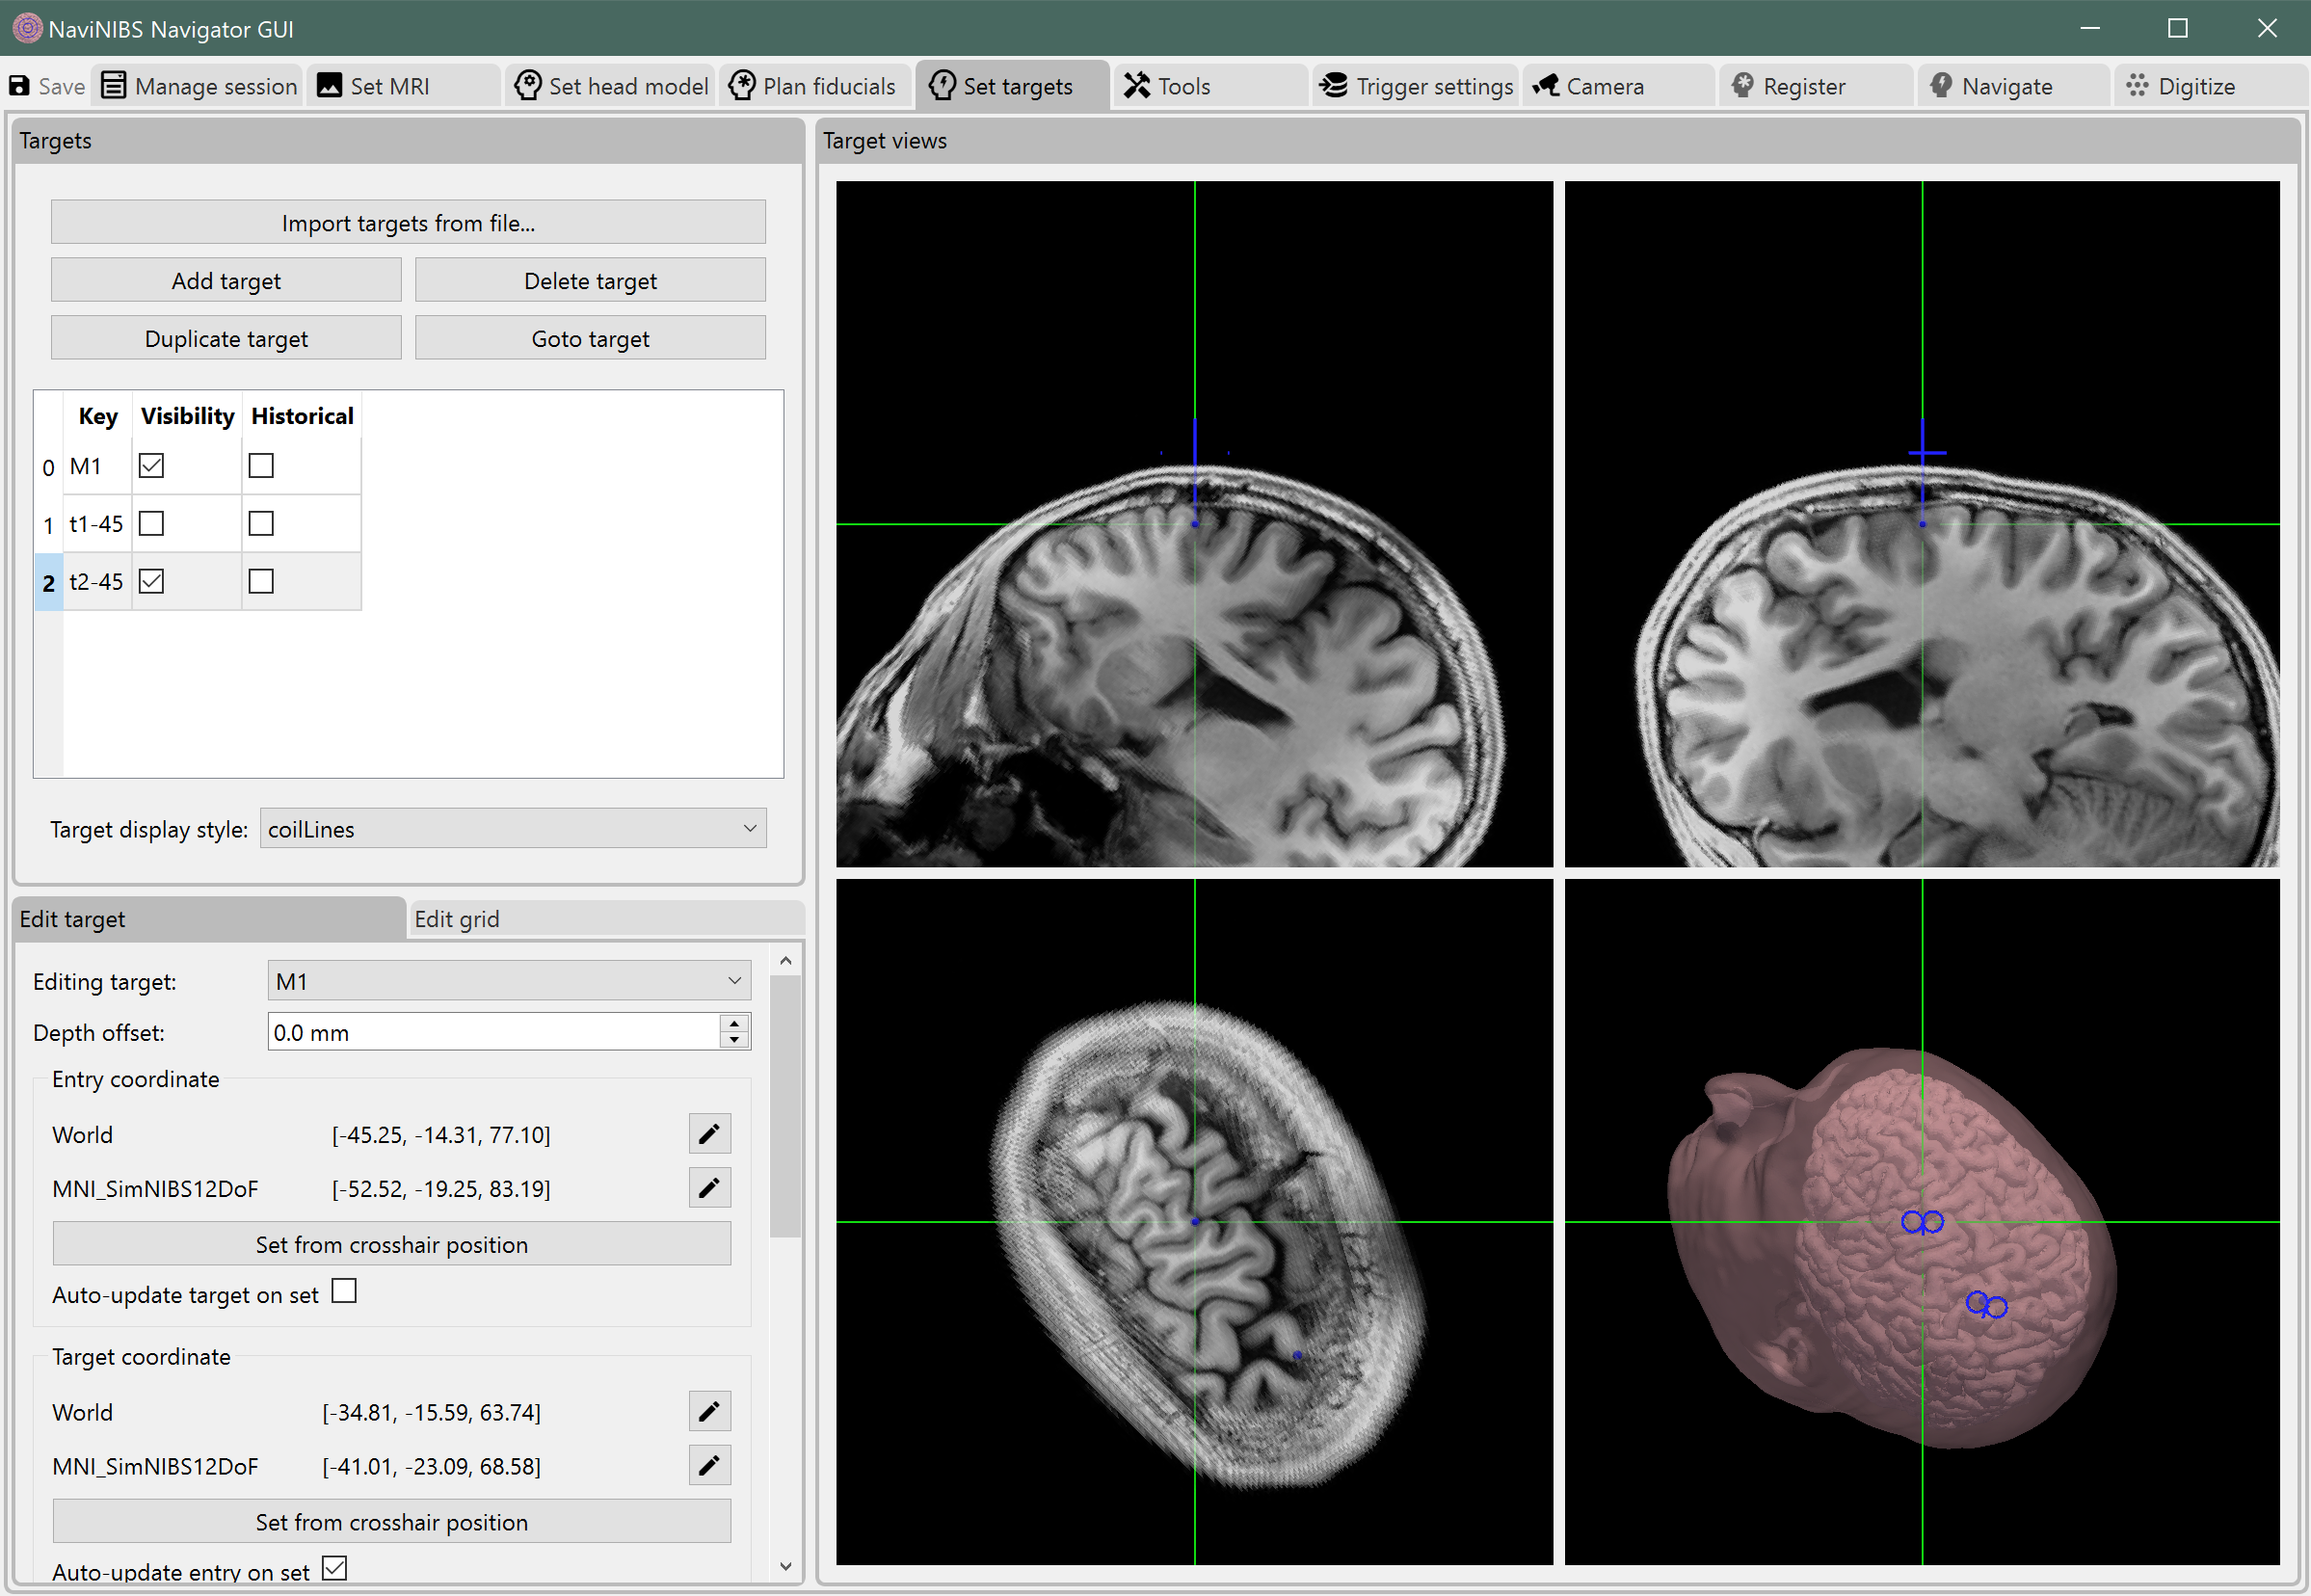 NaviNIBS Navigator GUI
Save Manage session Set MRI Set head model Plan fiducials Set targets Tools Trigger settings Camera Register Navigate Digitize
Targets
Import targets from file...
Add target Delete target
Duplicate target Goto target
Key Visibility Historical
0 M1
1 t1-45
2 t2-45
Target display style: coilLines
Edit target Edit grid
Editing target: M1
Depth offset: 0.0 mm
Entry coordinate
World [-45.25, -14.31, 77.10]
MNI_SimNIBS12DoF [-52.52, -19.25, 83.19]
Set from crosshair position
Auto-update target on set
Target coordinate
World [-34.81, -15.59, 63.74]
MNI_SimNIBS12DoF [-41.01, -23.09, 68.58]
Set from crosshair position
Auto-update entry on set
Target views